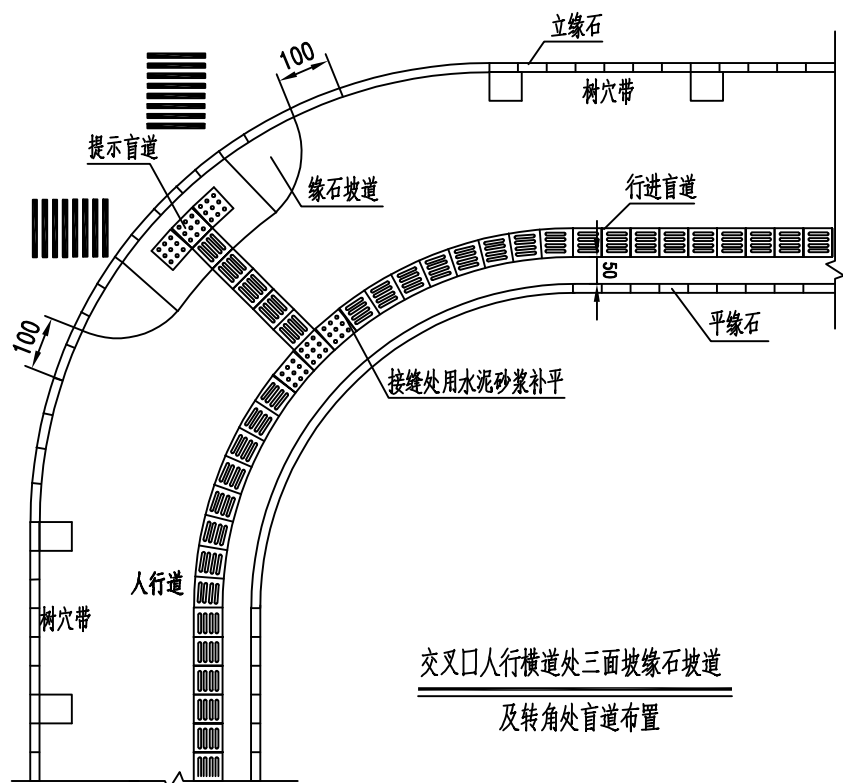 立缘石
100
树穴带
提示盲道
缘石坡道
行进盲道
50
100
平缘石
接缝处用水泥砂浆补平
人行道
树穴带
交叉口人行横道处三面坡缘石坡道
及转角处盲道布置